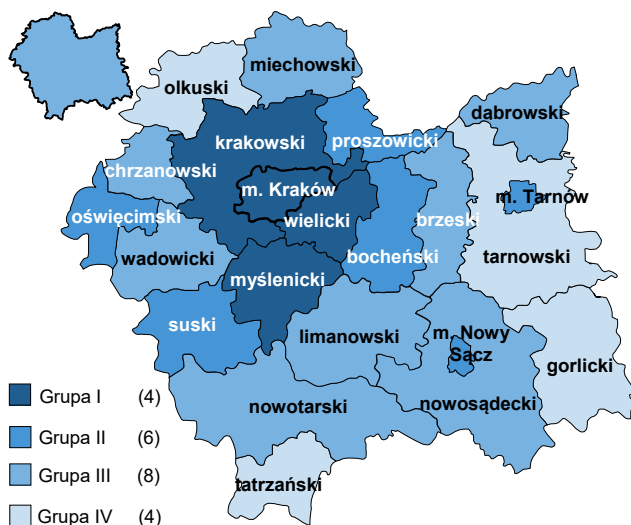 miechowski
olkuski
dąbrowski
krakowski
proszowicki
chrzanowski
m. Kraków
m. Tarnów
oświęcimski
wielicki
brzeski
wadowicki
bocheński
tarnowski
myślenicki
suski
limanowski
m. Nowy
Sącz
gorlicki
nowotarski
nowosądecki
tatrzański
Grupa I (4)
Grupa II (6)
Grupa III (8)
Grupa IV (4)